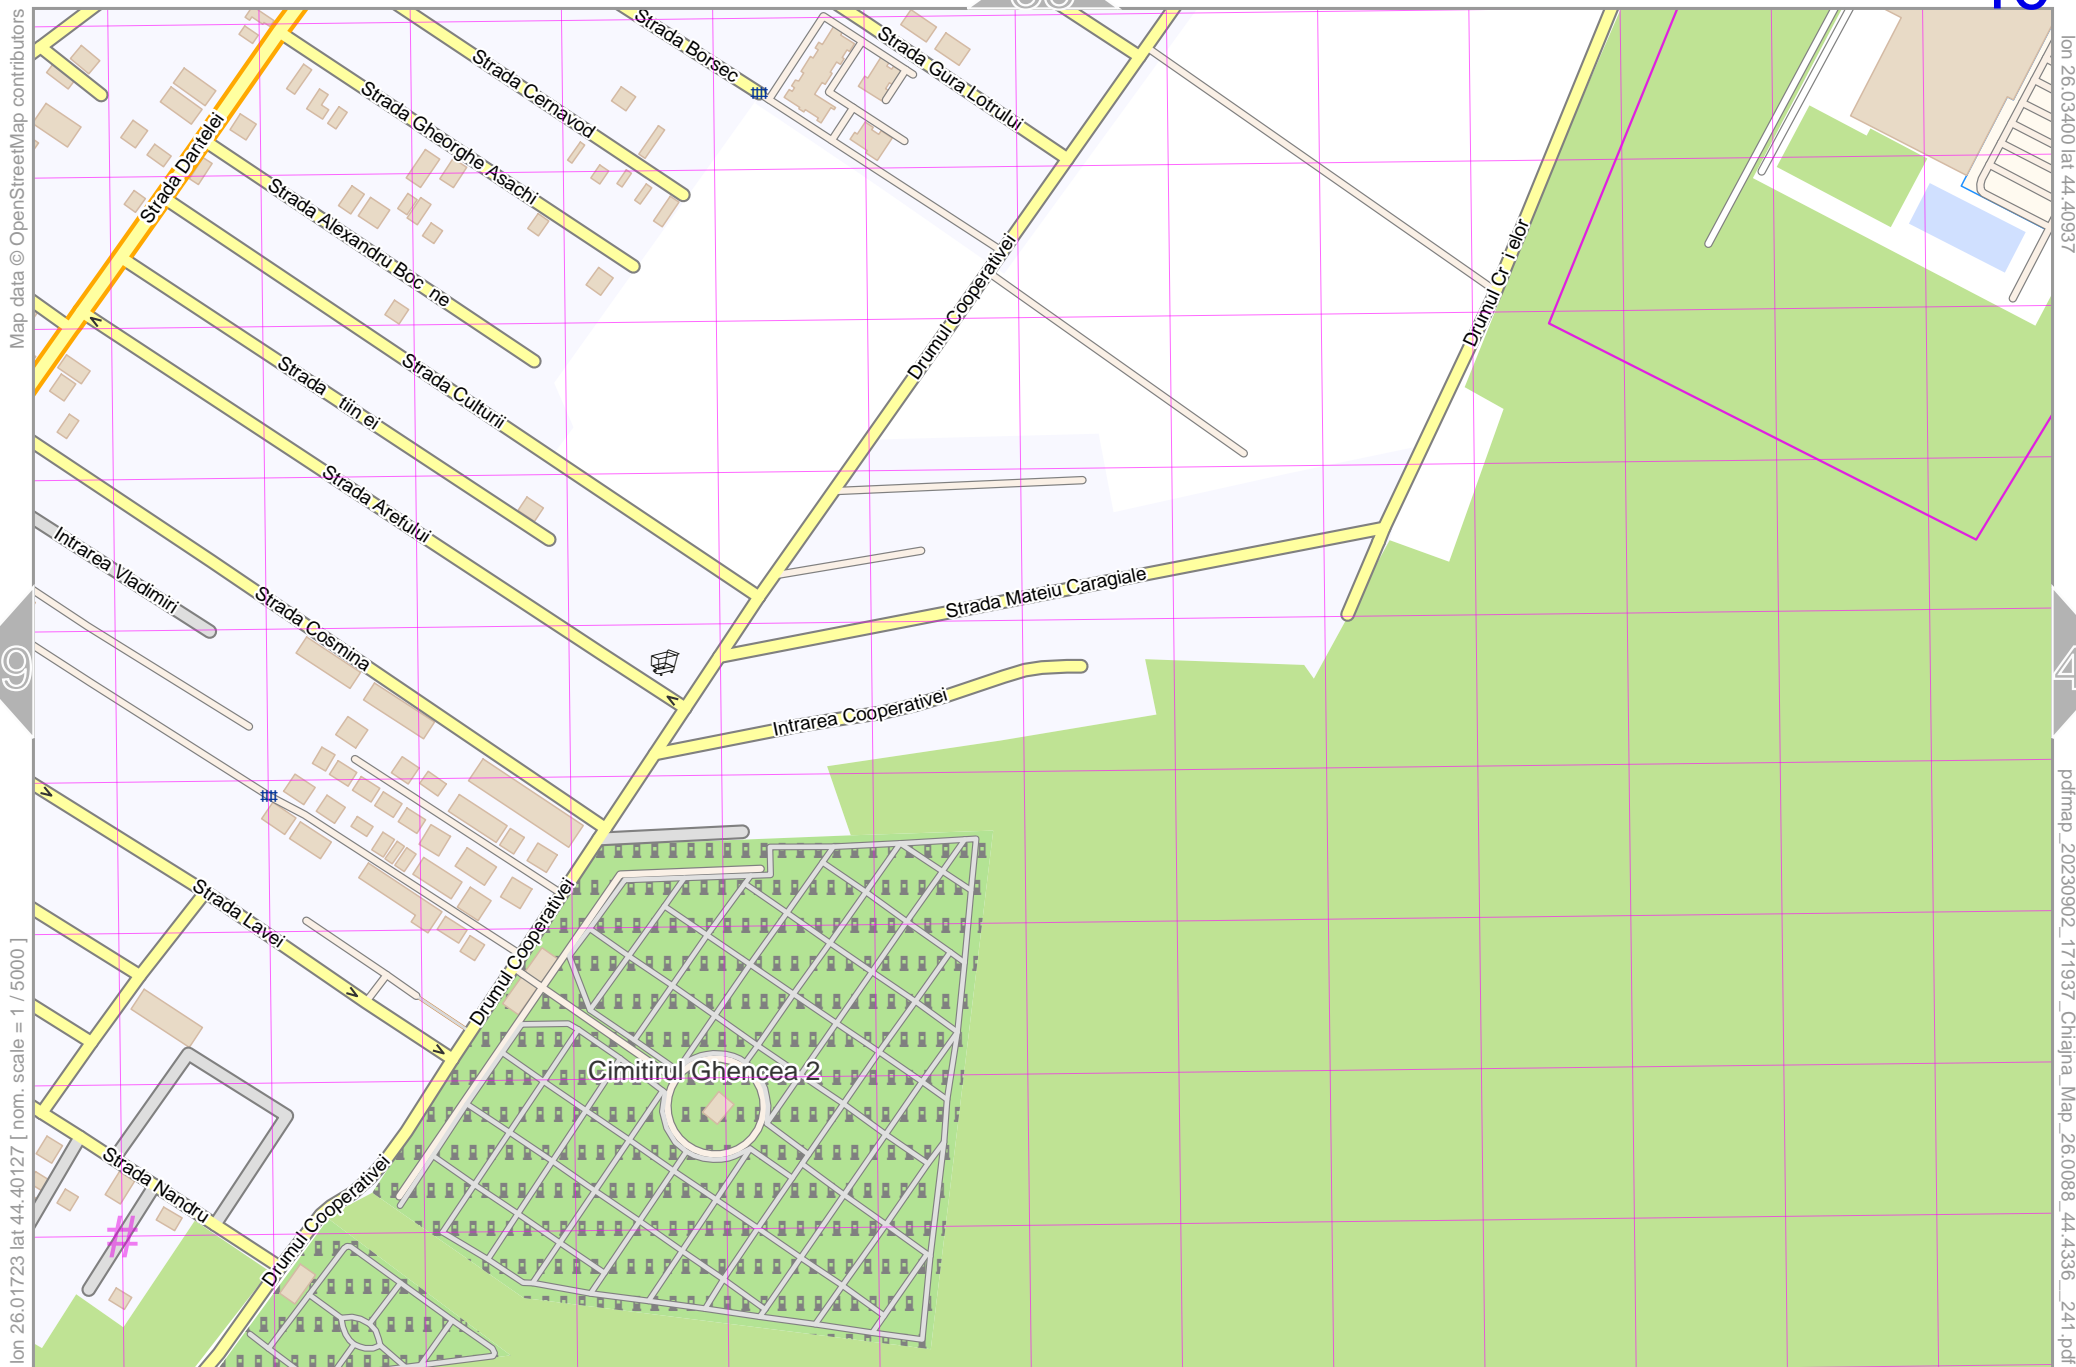 Map data © OpenStreetMap contributors
lon 26.03400 lat 44.40937
Strada Borsec
Strada Gura Lotrului
Strada Cernavod
Strada Gheorghe Asachi
Strada Dantelei
Strada Alexandru Boc ne
Drumul Cooperativei
Drumul Cr i elor
Strada Culturii
Strada tiin ei
Strada Arefului
Intrarea Vladimiri
Strada Cosmina
Strada Mateiu Caragiale
Intrarea Cooperativei
9
4
Strada Lavei
Drumul Cooperativei
Cimitirul Ghencea 2
Strada Nandru
Drumul Cooperativei
#
lon 26.01723 lat 44.40127 [ nom. scale = 1 / 5000 ]
pdfmap_20230902_171937_Chiajna_Map_26.0088_44.4336__241.pdf